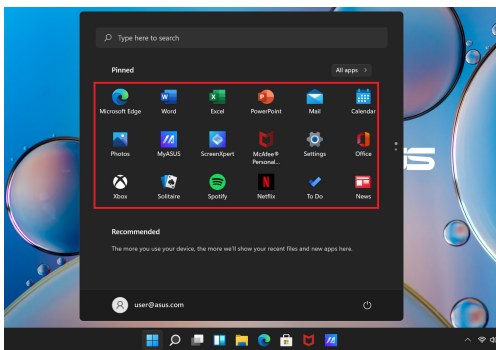 Type here to search
Pinned
All apps >
Microsoft Edge Word Excel PowerPoint Mail Calendar
Photos MyASUS ScreenXpert McAfee® Personal... Settings Office
Xbox Solitaire Spotify Netflix To Do News
Recommended
The more you use your device, the more we'll show your recent files and new apps here.
user@asus.com